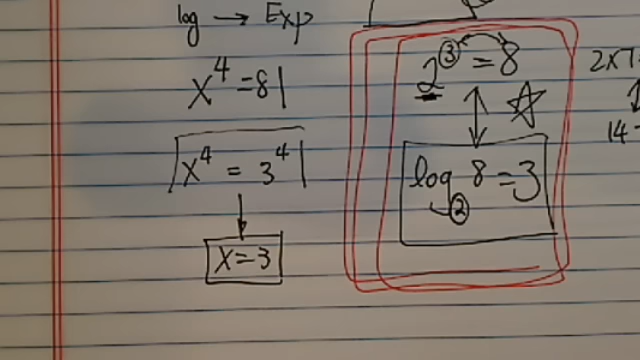 log → Exp
x⁴ = 81
x⁴ = 3⁴
x = 3
2³ = 8
log₂ 8 = 3
2x7
14